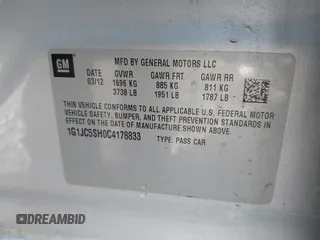 GM
MFD BY GENERAL MOTORS LLC
DATE GVWR GAWR FRT GAWR RR
03/12 1696 KG 885 KG 811 KG
3738 LB 1951 LB 1787 LB
THIS VEHICLE CONFORMS TO ALL APPLICABLE U.S. FEDERAL MOTOR
VEHICLE SAFETY, BUMPER, AND THEFT PREVENTION STANDARDS
IN EFFECT ON THE DATE OF MANUFACTURE SHOWN ABOVE.
1G1JC5SH0C4178833 TYPE: PASS CAR
DREAMBID